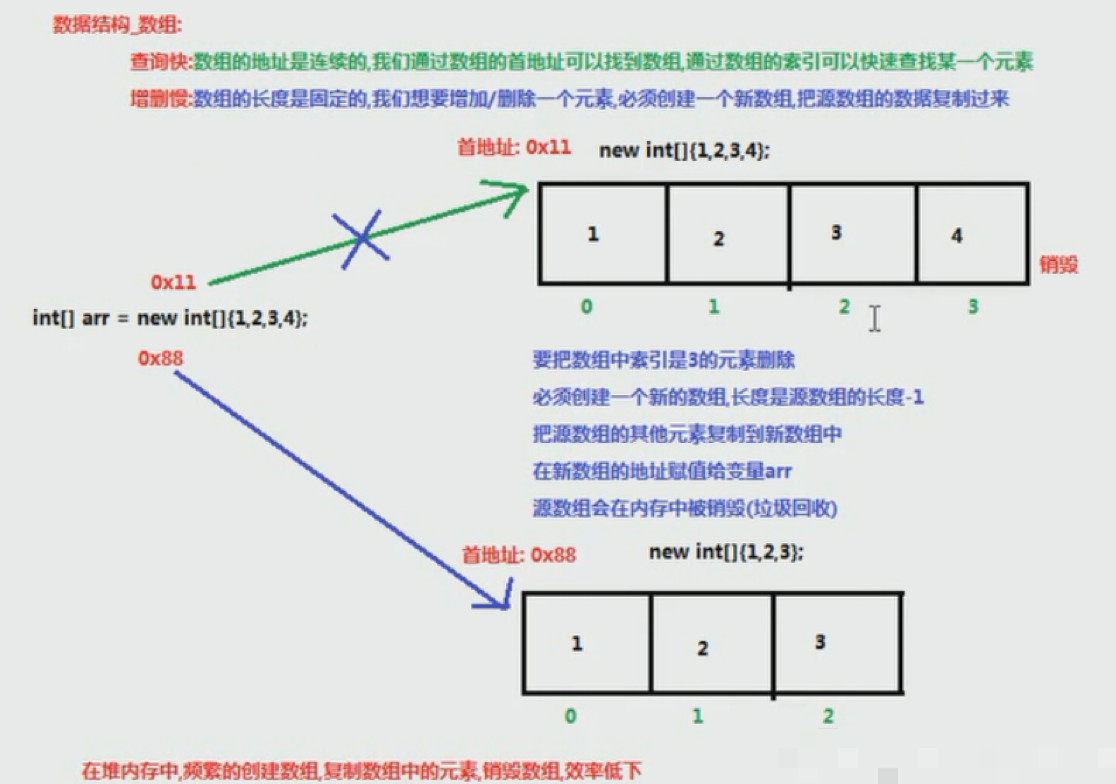 数据结构_数组:
查询快:数组的地址是连续的,我们通过数组的首地址可以找到数组,通过数组的索引可以快速查找某一个元素
增删慢:数组的长度是固定的,我们想要增加/删除一个元素,必须创建一个新数组,把源数组的数据复制过来
首地址: 0x11 new int[]{1,2,3,4};
1 2 3 4
销毁
0 1 2 3
0x11
int[] arr = new int[]{1,2,3,4};
0x88
要把数组中索引是3的元素删除
必须创建一个新的数组,长度是源数组的长度-1
把源数组的其他元素复制到新数组中
在新数组的地址赋值给变量arr
源数组会在内存中被销毁(垃圾回收)
首地址: 0x88 new int[]{1,2,3};
1 2 3
0 1 2
在堆内存中,频繁的创建数组,复制数组中的元素,销毁数组,效率低下